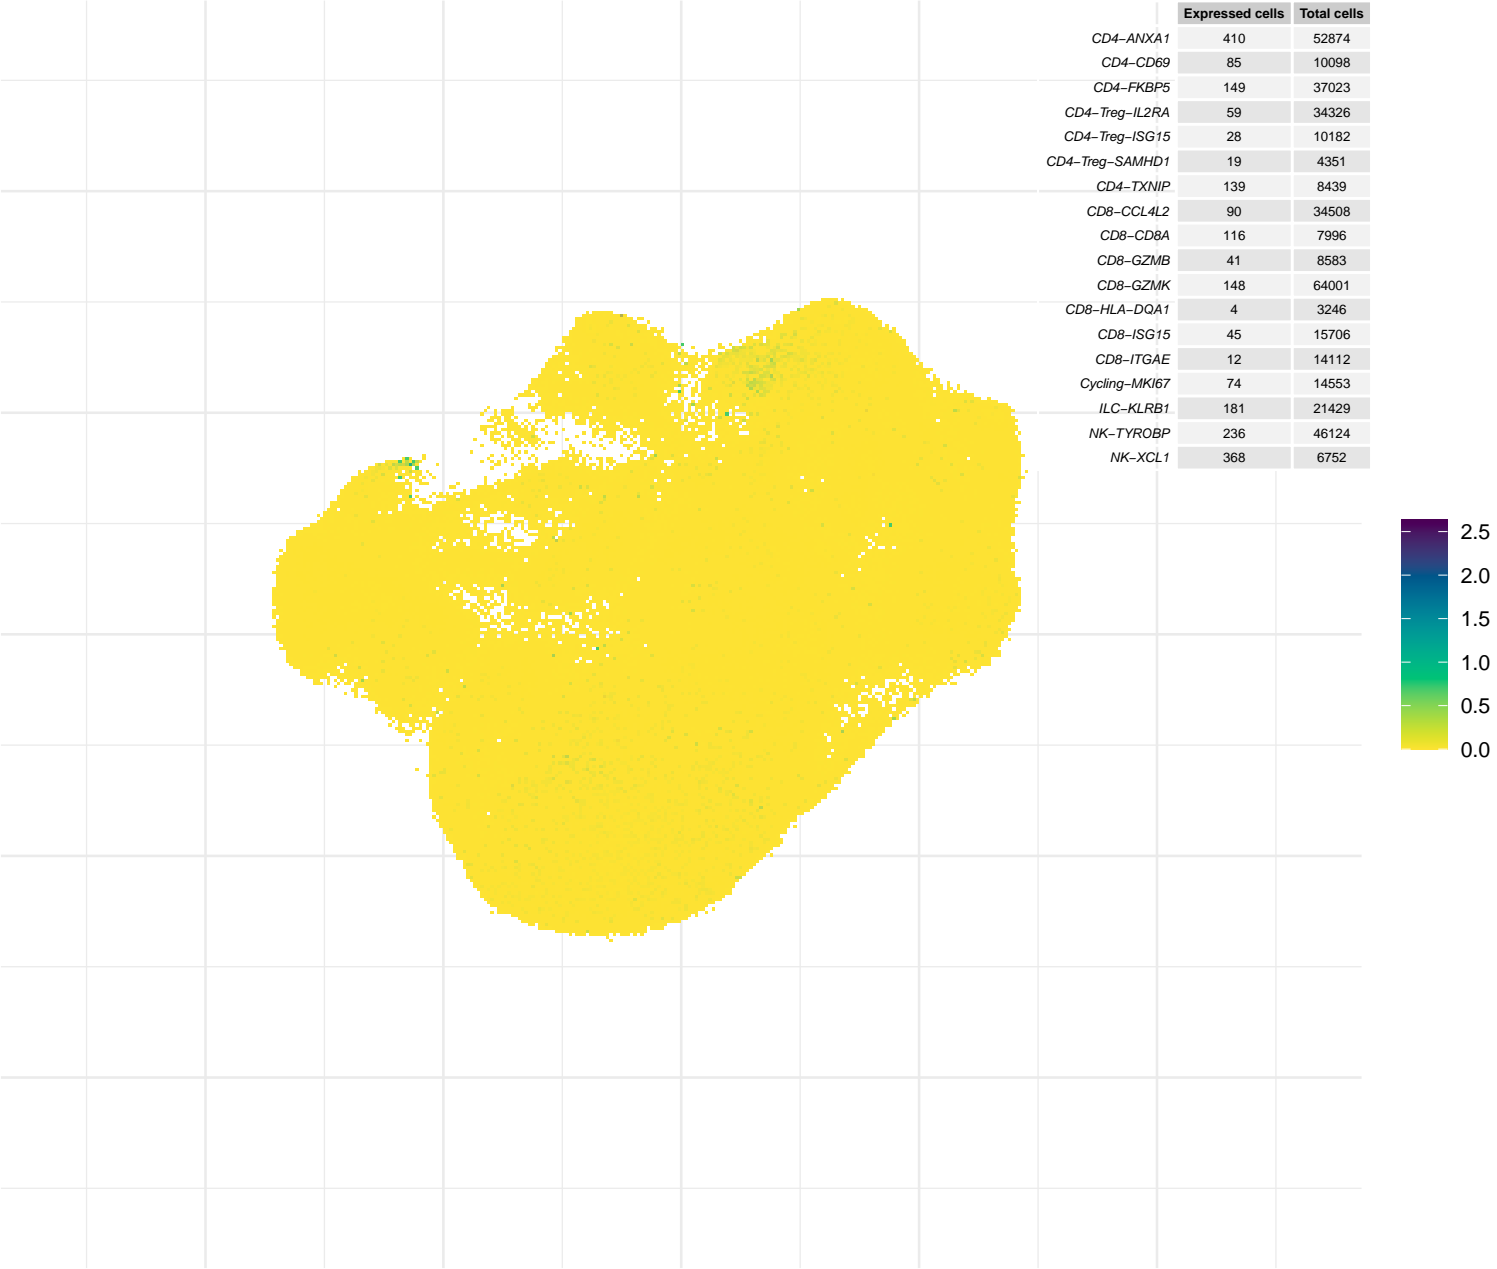 Expressed cells Total cells
CD4−ANXA1 410 52874
CD4−CD69 85 10098
CD4−FKBP5 149 37023
CD4−Treg−IL2RA 59 34326
CD4−Treg−ISG15 28 10182
CD4−Treg−SAMHD1 19 4351
CD4−TXNIP 139 8439
CD8−CCL4L2 90 34508
CD8−CD8A 116 7996
CD8−GZMB 41 8583
CD8−GZMK 148 64001
CD8−HLA−DQA1 4 3246
CD8−ISG15 45 15706
CD8−ITGAE 12 14112
Cycling−MKI67 74 14553
ILC−KLRB1 181 21429
NK−TYROBP 236 46124
NK−XCL1 368 6752
2.5
2.0
1.5
1.0
0.5
0.0